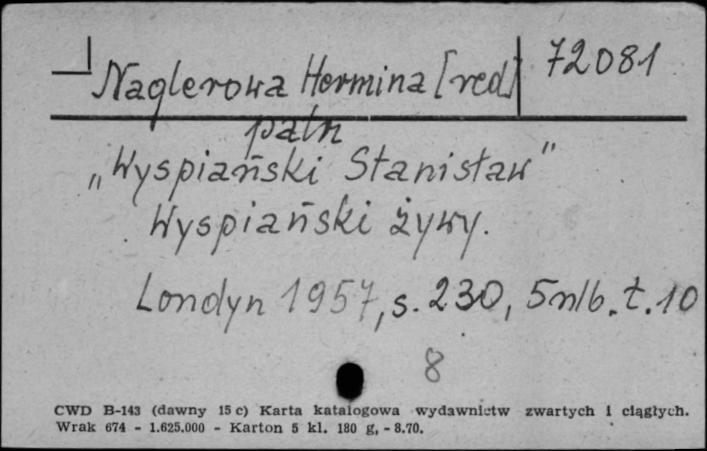 Naglerowa Hermina [red] 72081
paln
„Wyspiański Stanisław”
Wyspiański żywy.
Londyn 1957, s. 230, 5nlb. t. 10
8
CWD B-143 (dawny 15 c) Karta katalogowa wydawnictw zwartych i ciągłych.
Wrak 674 - 1.625.000 - Karton 5 kl. 180 g, - 8.70.